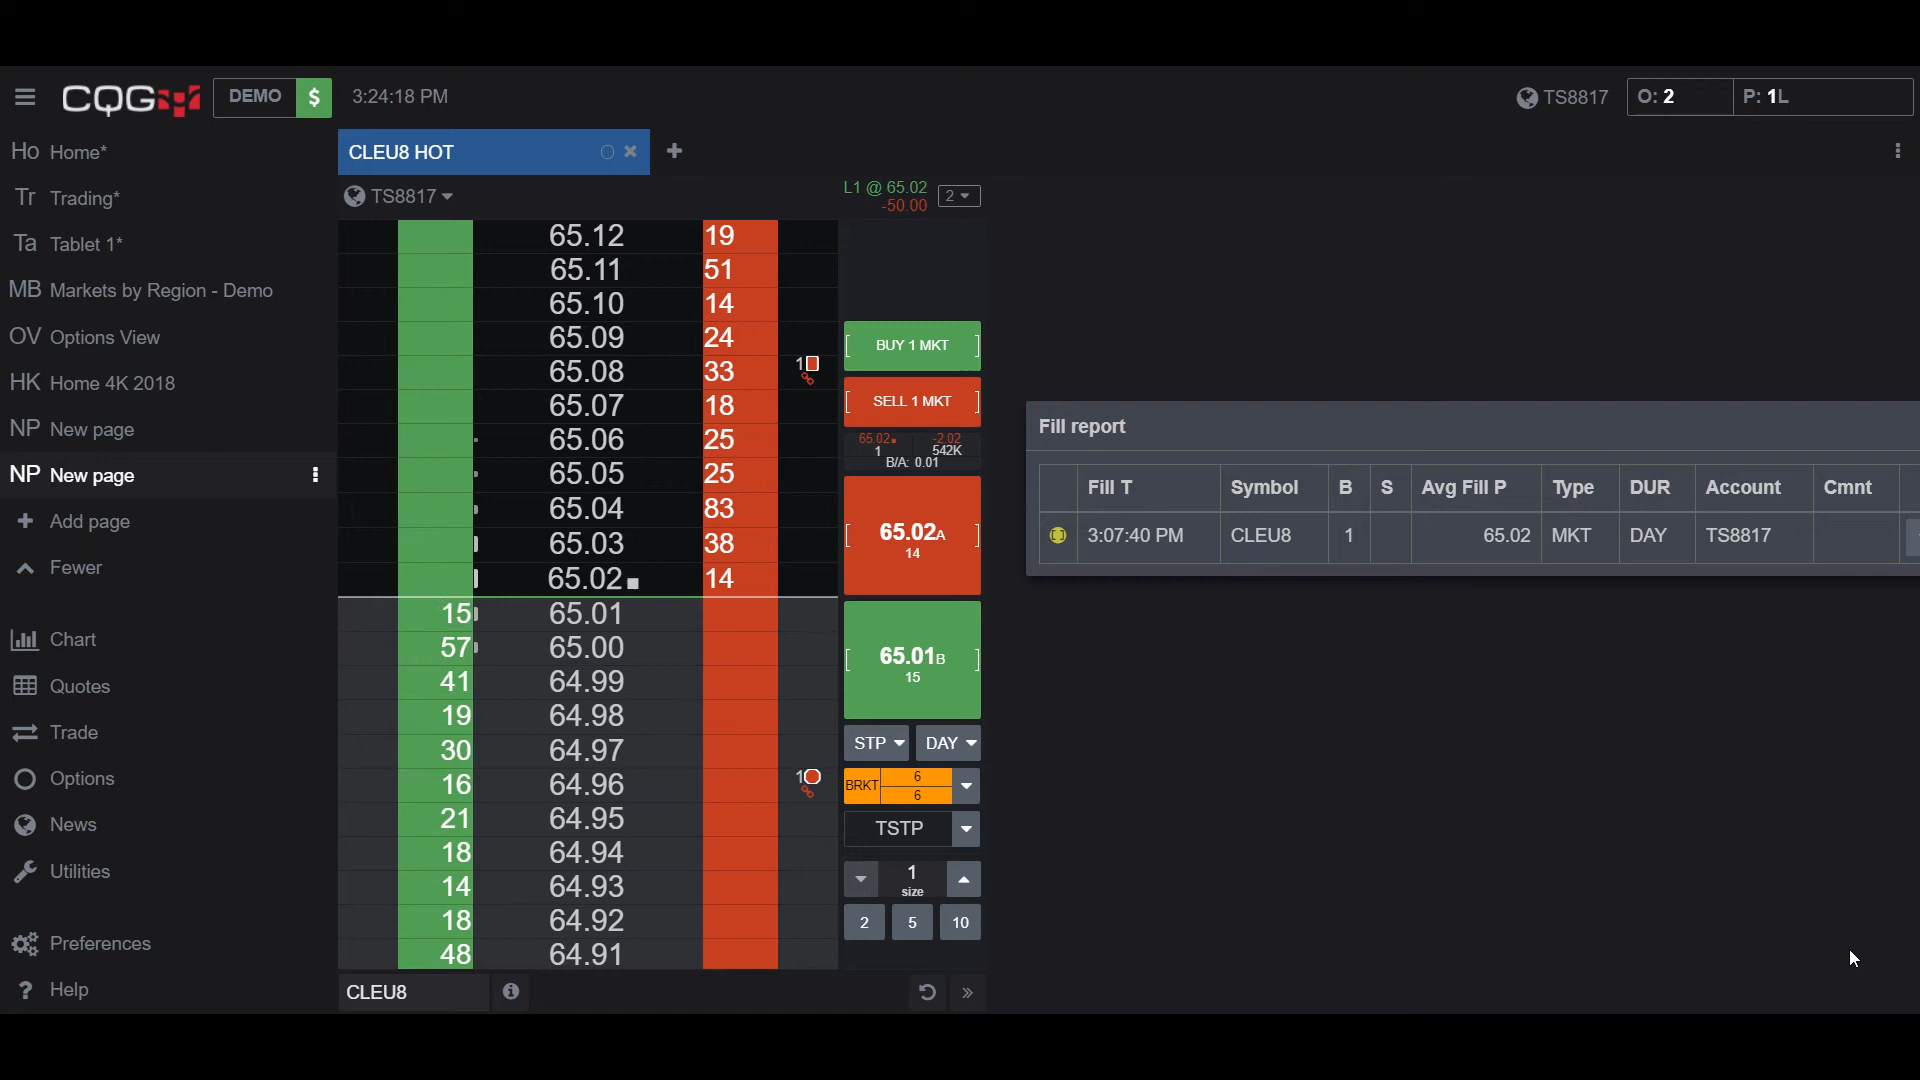 CQG DEMO $ 3:24:18 PM TS8817 O: 2 P: 1L
Ho Home*
Tr Trading*
Ta Tablet 1*
MB Markets by Region - Demo
OV Options View
HK Home 4K 2018
NP New page
NP New page
+ Add page
Fewer
Chart
Quotes
Trade
Options
News
Utilities
Preferences
? Help
CLEU8 HOT
TS8817
L1 @ 65.02
-50.00
2
65.12 19
65.11 51
65.10 14
65.09 24
65.08 33 1
65.07 18
65.06 25
65.05 25
65.04 83
65.03 38
65.02 14
15 65.01
57 65.00
41 64.99
19 64.98
30 64.97
16 64.96 1
21 64.95
18 64.94
14 64.93
18 64.92
48 64.91
BUY 1 MKT
SELL 1 MKT
65.02 -2.02
1 542K
B/A: 0.01
65.02A
14
65.01B
15
STP DAY
BRKT 6
6
TSTP
1
size
2 5 10
CLEU8
Fill report
Fill T Symbol B S Avg Fill P Type DUR Account Cmnt
3:07:40 PM CLEU8 1 65.02 MKT DAY TS8817